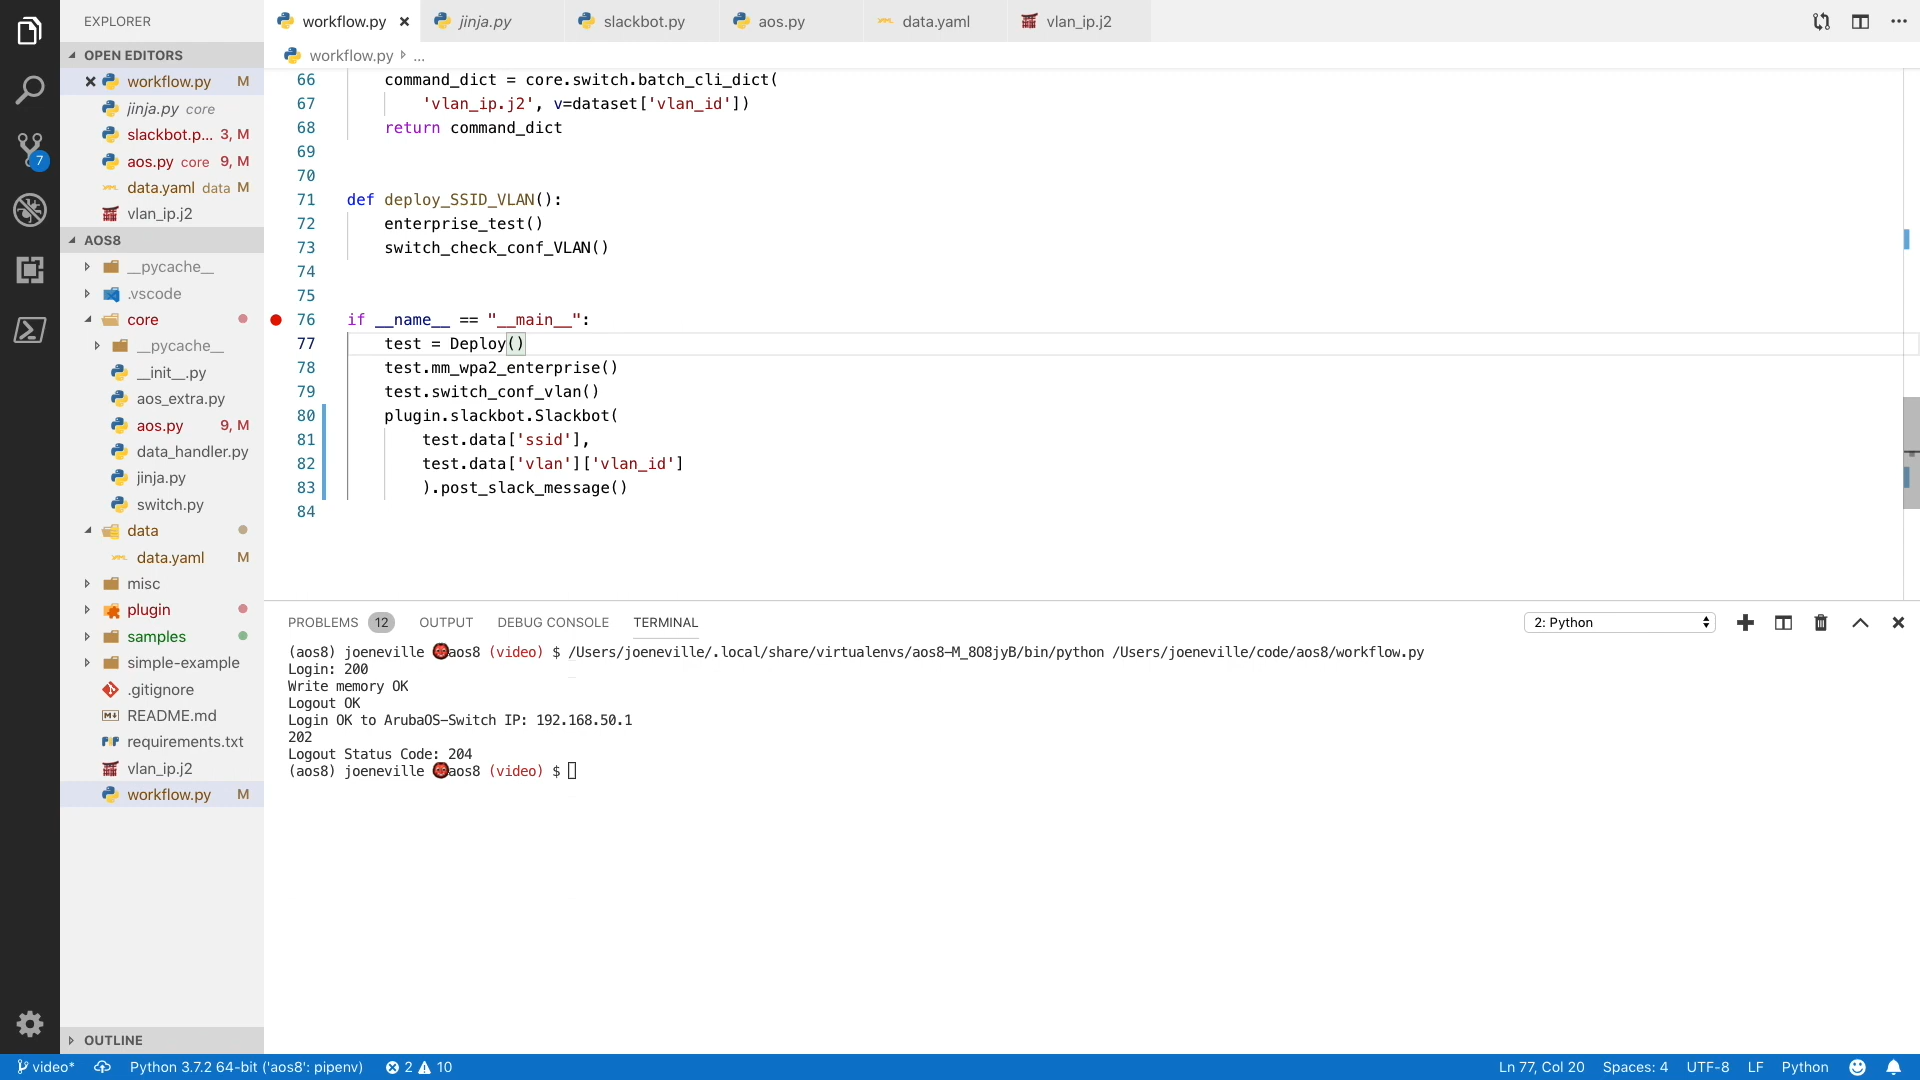 EXPLORER
OPEN EDITORS
workflow.py M
jinja.py core
slackbot.p... 3, M
aos.py core 9, M
data.yaml data M
vlan_ip.j2
AOS8
__pycache__
.vscode
core
__pycache__
__init__.py
aos_extra.py
aos.py 9, M
data_handler.py
jinja.py
switch.py
data
data.yaml M
misc
plugin
samples
simple-example
.gitignore
README.md
requirements.txt
vlan_ip.j2
workflow.py M
OUTLINE
7
workflow.py jinja.py slackbot.py aos.py data.yaml vlan_ip.j2
workflow.py ...
66 command_dict = core.switch.batch_cli_dict(
67 'vlan_ip.j2', v=dataset['vlan_id'])
68 return command_dict
69
70
71 def deploy_SSID_VLAN():
72 enterprise_test()
73 switch_check_conf_VLAN()
74
75
76 if __name__ == "__main__":
77 test = Deploy()
78 test.mm_wpa2_enterprise()
79 test.switch_conf_vlan()
80 plugin.slackbot.Slackbot(
81 test.data['ssid'],
82 test.data['vlan']['vlan_id']
83 ).post_slack_message()
84
PROBLEMS 12 OUTPUT DEBUG CONSOLE TERMINAL 2: Python
(aos8) joeneville 👹aos8 (video) $ /Users/joeneville/.local/share/virtualenvs/aos8-M_8O8jyB/bin/python /Users/joeneville/code/aos8/workflow.py
Login: 200
Write memory OK
Logout OK
Login OK to ArubaOS-Switch IP: 192.168.50.1
202
Logout Status Code: 204
(aos8) joeneville 👹aos8 (video) $
video* Python 3.7.2 64-bit ('aos8': pipenv) 2 10 Ln 77, Col 20 Spaces: 4 UTF-8 LF Python